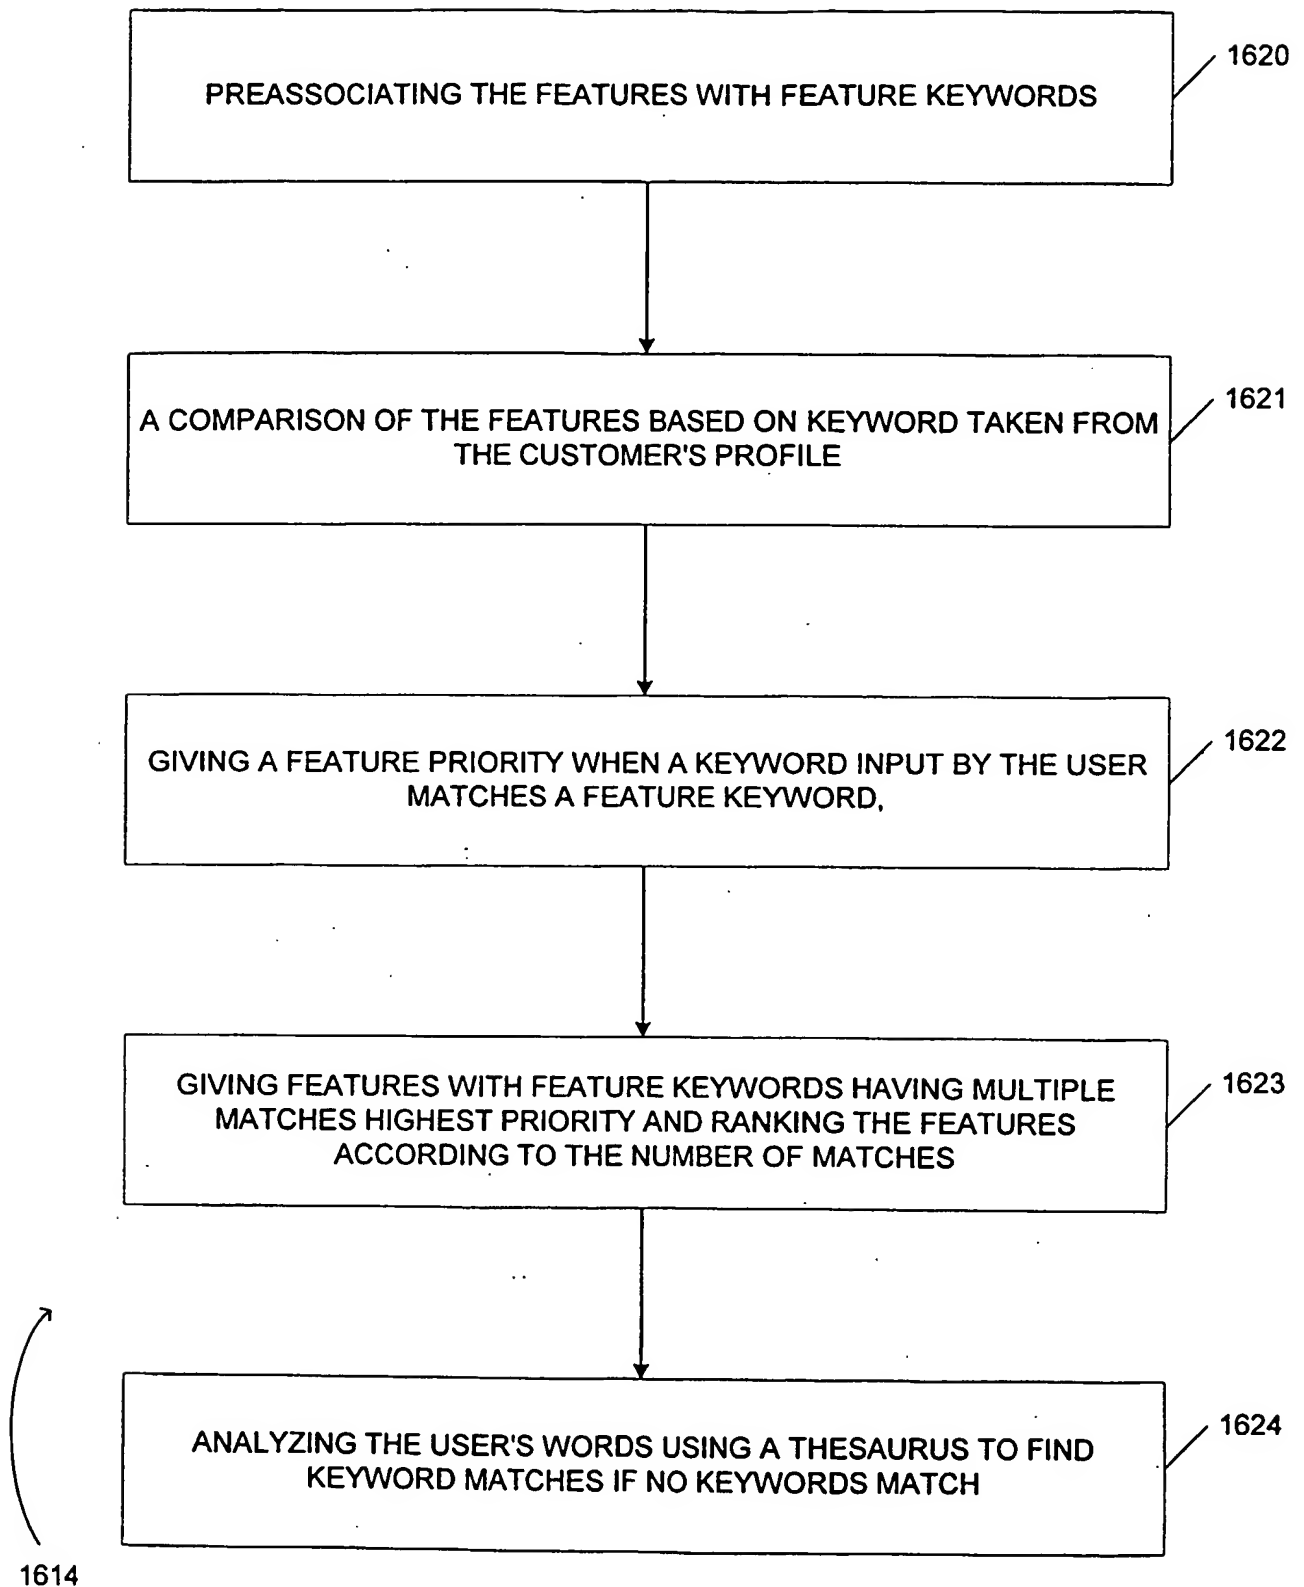 PREASSOCIATING THE FEATURES WITH FEATURE KEYWORDS
1620
A COMPARISON OF THE FEATURES BASED ON KEYWORD TAKEN FROM
THE CUSTOMER'S PROFILE
1621
GIVING A FEATURE PRIORITY WHEN A KEYWORD INPUT BY THE USER
MATCHES A FEATURE KEYWORD,
1622
GIVING FEATURES WITH FEATURE KEYWORDS HAVING MULTIPLE
MATCHES HIGHEST PRIORITY AND RANKING THE FEATURES
ACCORDING TO THE NUMBER OF MATCHES
1623
ANALYZING THE USER'S WORDS USING A THESAURUS TO FIND
KEYWORD MATCHES IF NO KEYWORDS MATCH
1624
1614